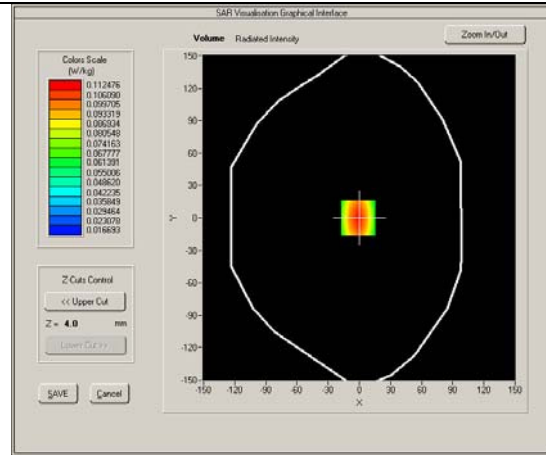 SAR Visualisation Graphical Interface
Volume Radiated Intensity
Zoom In/Out
Colors Scale
(W/kg)
0.112476
0.106090
0.099705
0.093319
0.086934
0.080548
0.074163
0.067777
0.061391
0.055006
0.048620
0.042235
0.035849
0.029464
0.023078
0.016693
150-
120-
90-
60-
30-
0-
-30-
-60-
-90-
-120-
-150-
Y
-150 -120 -90 -60 -30 0 30 60 90 120 150
X
Z Cuts Control
<< Upper Cut
Z = 4.0 mm
Lower Cut >>
SAVE Cancel